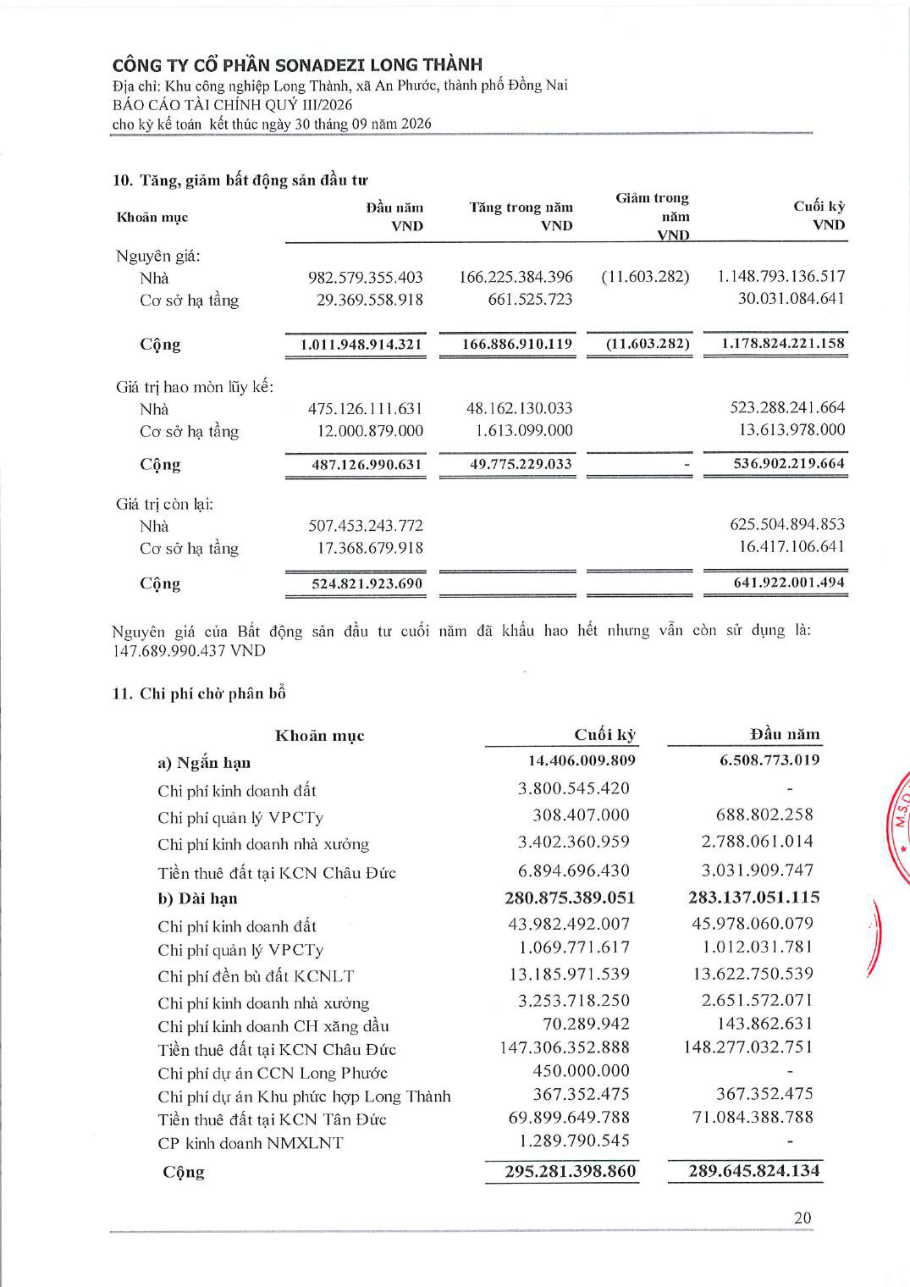 CÔNG TY CỔ PHẦN SONADEZI LONG THÀNH
Địa chỉ: Khu công nghiệp Long Thành, xã An Phước, thành phố Đồng Nai
BÁO CÁO TÀI CHÍNH QUÝ III/2026
cho kỳ kế toán kết thúc ngày 30 tháng 09 năm 2026
10. Tăng, giảm bất động sản đầu tư
Khoản mục Đầu năm VND Tăng trong năm VND Giảm trong năm VND Cuối kỳ VND
Nguyên giá:
Nhà 982.579.355.403 166.225.384.396 (11.603.282) 1.148.793.136.517
Cơ sở hạ tầng 29.369.558.918 661.525.723 30.031.084.641
Cộng 1.011.948.914.321 166.886.910.119 (11.603.282) 1.178.824.221.158
Giá trị hao mòn lũy kế:
Nhà 475.126.111.631 48.162.130.033 523.288.241.664
Cơ sở hạ tầng 12.000.879.000 1.613.099.000 13.613.978.000
Cộng 487.126.990.631 49.775.229.033 - 536.902.219.664
Giá trị còn lại:
Nhà 507.453.243.772 625.504.894.853
Cơ sở hạ tầng 17.368.679.918 16.417.106.641
Cộng 524.821.923.690 641.922.001.494
Nguyên giá của Bất động sản đầu tư cuối năm đã khấu hao hết nhưng vẫn còn sử dụng là:
147.689.990.437 VND
11. Chi phí chờ phân bổ
Khoản mục Cuối kỳ Đầu năm
a) Ngắn hạn 14.406.009.809 6.508.773.019
Chi phí kinh doanh đất 3.800.545.420 -
Chi phí quản lý VPCTy 308.407.000 688.802.258
Chi phí kinh doanh nhà xưởng 3.402.360.959 2.788.061.014
Tiền thuê đất tại KCN Châu Đức 6.894.696.430 3.031.909.747
b) Dài hạn 280.875.389.051 283.137.051.115
Chi phí kinh doanh đất 43.982.492.007 45.978.060.079
Chi phí quản lý VPCTy 1.069.771.617 1.012.031.781
Chi phí đền bù đất KCNLT 13.185.971.539 13.622.750.539
Chi phí kinh doanh nhà xưởng 3.253.718.250 2.651.572.071
Chi phí kinh doanh CH xăng dầu 70.289.942 143.862.631
Tiền thuê đất tại KCN Châu Đức 147.306.352.888 148.277.032.751
Chi phí dự án CCN Long Phước 450.000.000 -
Chi phí dự án Khu phức hợp Long Thành 367.352.475 367.352.475
Tiền thuê đất tại KCN Tân Đức 69.899.649.788 71.084.388.788
CP kinh doanh NMXLNT 1.289.790.545 -
Cộng 295.281.398.860 289.645.824.134
M.S.D
20